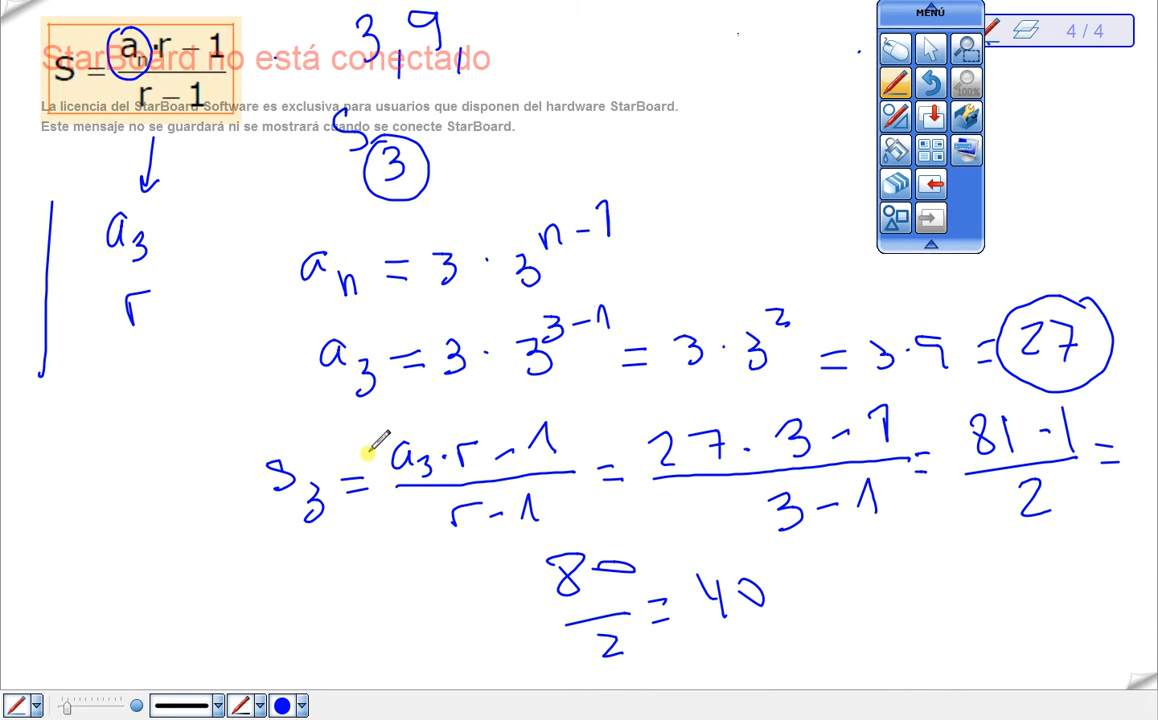 MENÚ
4 / 4
100%
S = (aₙ·r − 1)/(r − 1)
3, 9,
StarBoard no está conectado
La licencia del StarBoard Software es exclusiva para usuarios que disponen del hardware StarBoard.
Este mensaje no se guardará ni se mostrará cuando se conecte StarBoard.
S₃
a₃
r
aₙ = 3 · 3ⁿ⁻¹
a₃ = 3 · 3³⁻¹ = 3 · 3² = 3 · 9 = 27
s₃ = (a₃·r − 1)/(r − 1) = (27 · 3 − 1)/(3 − 1) = (81 − 1)/2 =
80/2 = 40